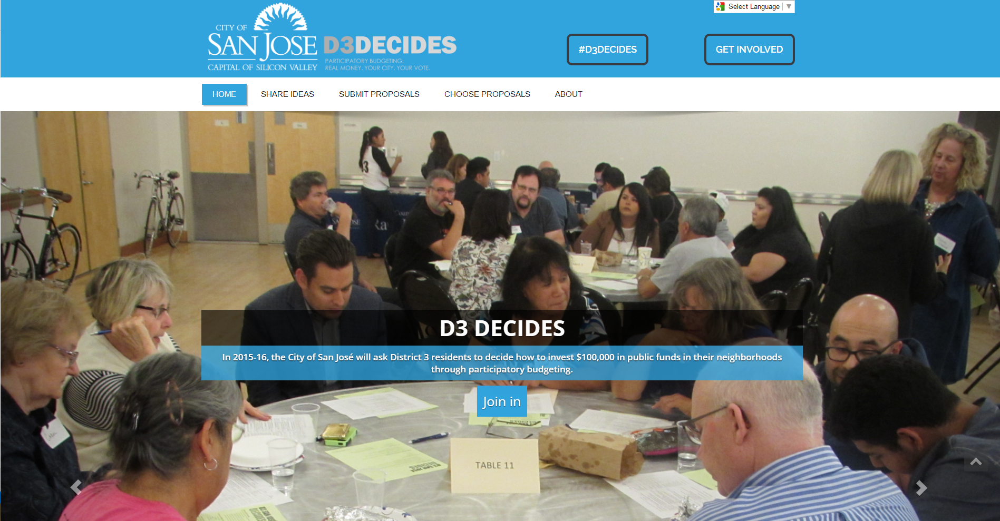 Select Language
CITY OF
SAN JOSE
CAPITAL OF SILICON VALLEY
D3DECIDES
PARTICIPATORY BUDGETING:
REAL MONEY. YOUR CITY. YOUR VOTE.
#D3DECIDES
GET INVOLVED
HOME
SHARE IDEAS
SUBMIT PROPOSALS
CHOOSE PROPOSALS
ABOUT
SAN JOSE
Ra
D3 DECIDES
In 2015-16, the City of San José will ask District 3 residents to decide how to invest $100,000 in public funds in their neighborhoods
through participatory budgeting.
Join in
TABLE 11